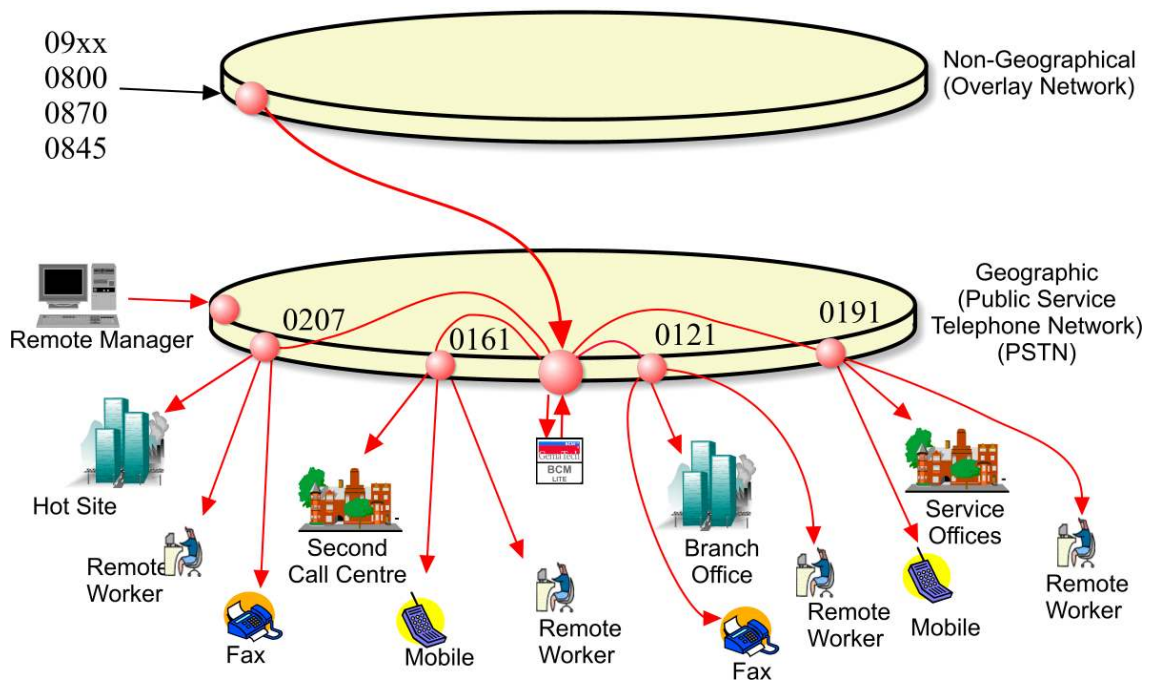 09xx
0800
0870
0845
Non-Geographical
(Overlay Network)
Remote Manager
0207
0161
0121
0191
Geographic
(Public Service
Telephone Network)
(PSTN)
Hot Site
Remote
Worker
Fax
Second
Call Centre
Mobile
Remote
Worker
BCM
GemaTech
BCM
LITE
Branch
Office
Fax
Remote
Worker
Service
Offices
Mobile
Remote
Worker